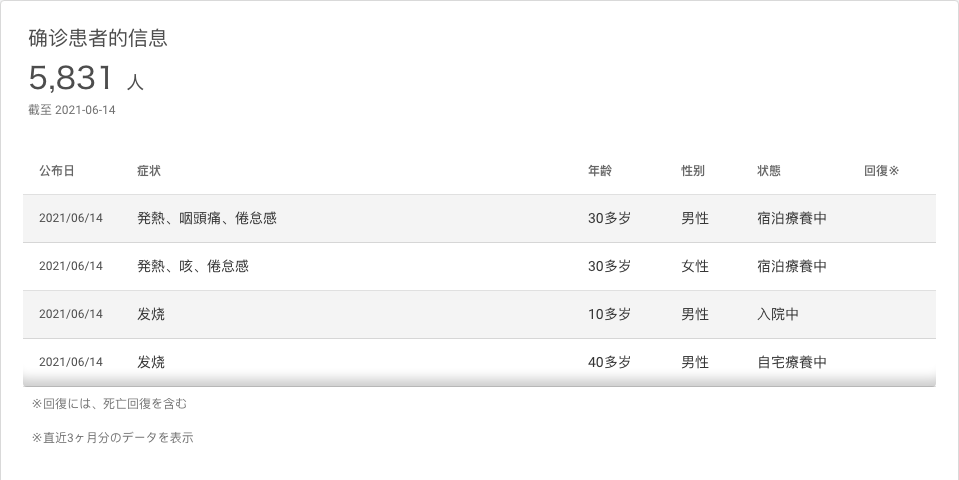 确诊患者的信息
5,831 人
截至 2021-06-14
公布日 症状 年龄 性别 状態 回復※
2021/06/14 発熱、咽頭痛、倦怠感 30多岁 男性 宿泊療養中
2021/06/14 発熱、咳、倦怠感 30多岁 女性 宿泊療養中
2021/06/14 发烧 10多岁 男性 入院中
2021/06/14 发烧 40多岁 男性 自宅療養中
※回復には、死亡回復を含む
※直近3ヶ月分のデータを表示